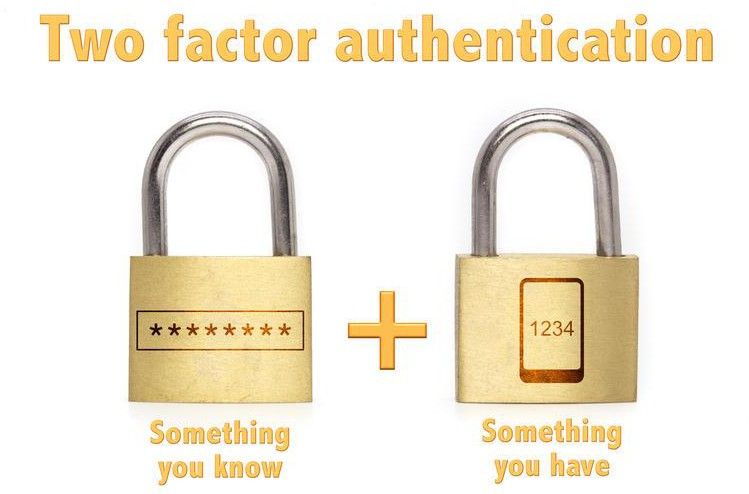 Two factor authentication
********
1234
Something
you know
+
Something
you have